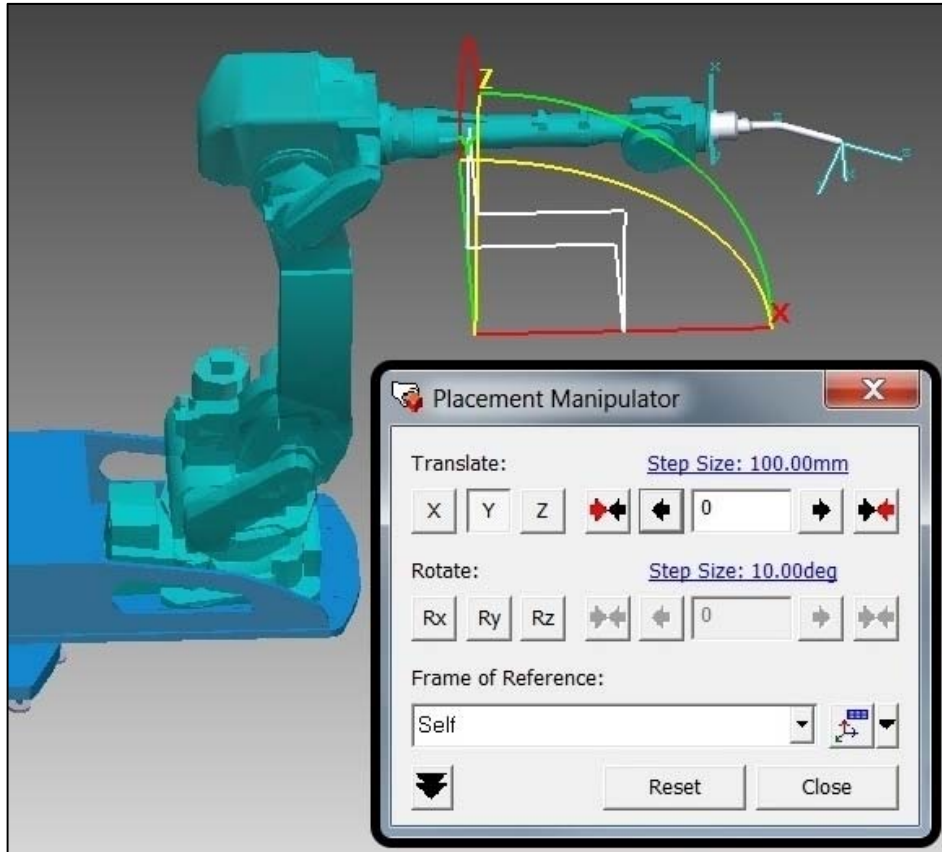 Z
Y
X
Placement Manipulator
Translate:
Step Size: 100.00mm
X Y Z 0
Rotate:
Step Size: 10.00deg
Rx Ry Rz 0
Frame of Reference:
Self
Reset Close